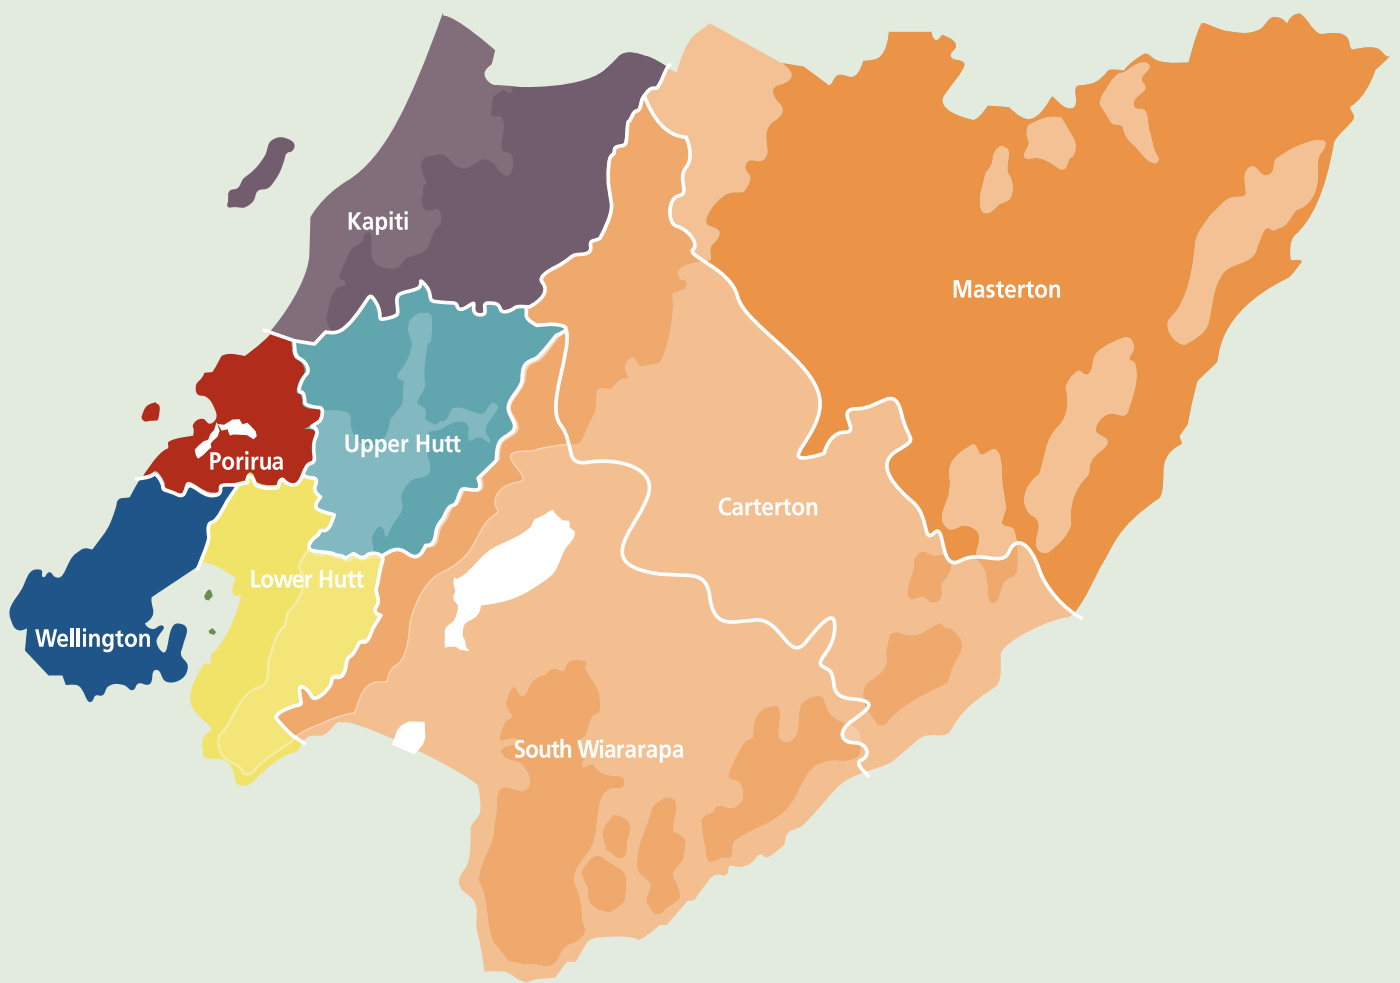 Kapiti
Masterton
Upper Hutt
Porirua
Carterton
Lower Hutt
Wellington
South Wiararapa